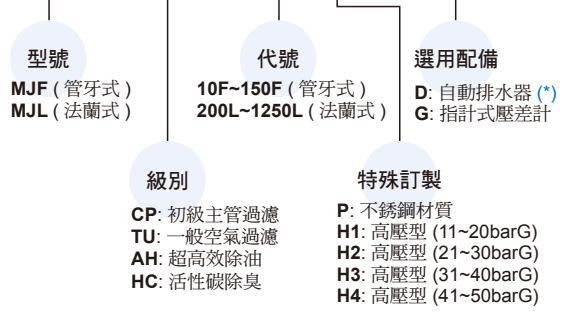 型號
MJF ( 管牙式 )
MJL ( 法蘭式 )
代號
10F~150F ( 管牙式 )
200L~1250L ( 法蘭式 )
選用配備
D: 自動排水器 (*)
G: 指針式壓差計
級別
CP: 初級主管過濾
TU: 一般空氣過濾
AH: 超高效除油
HC: 活性碳除臭
特殊訂製
P: 不銹鋼材質
H1: 高壓型 (11~20barG)
H2: 高壓型 (21~30barG)
H3: 高壓型 (31~40barG)
H4: 高壓型 (41~50barG)